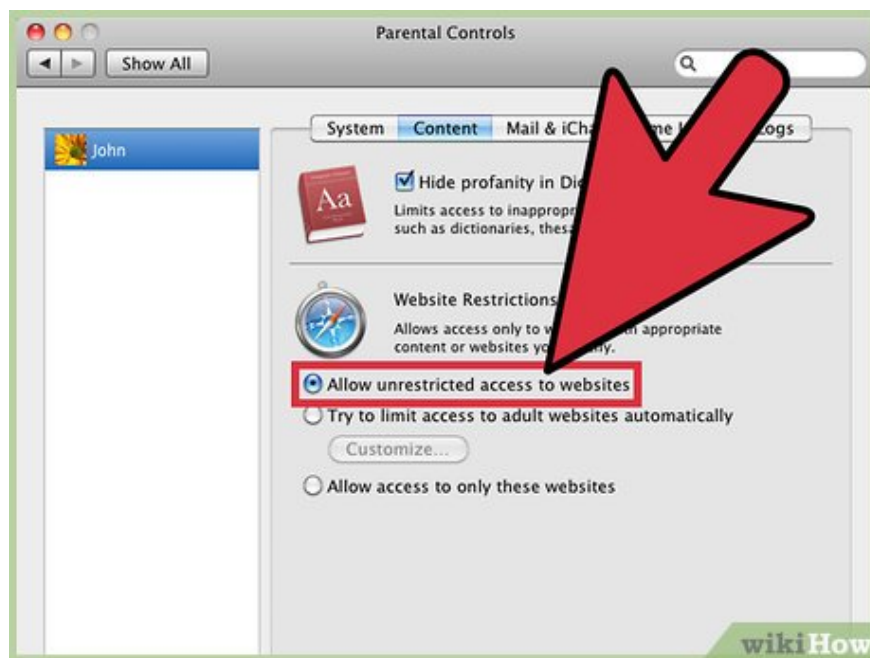 Parental Controls
Show All
John
System Content Mail & iCha
ogs
Aa
Hide profanity in Di
Limits access to inappropr
such as dictionaries, thes
Website Restrictions
Allows access only to w appropriate
content or websites yo
Allow unrestricted access to websites
Try to limit access to adult websites automatically
Customize...
Allow access to only these websites
wikiHow